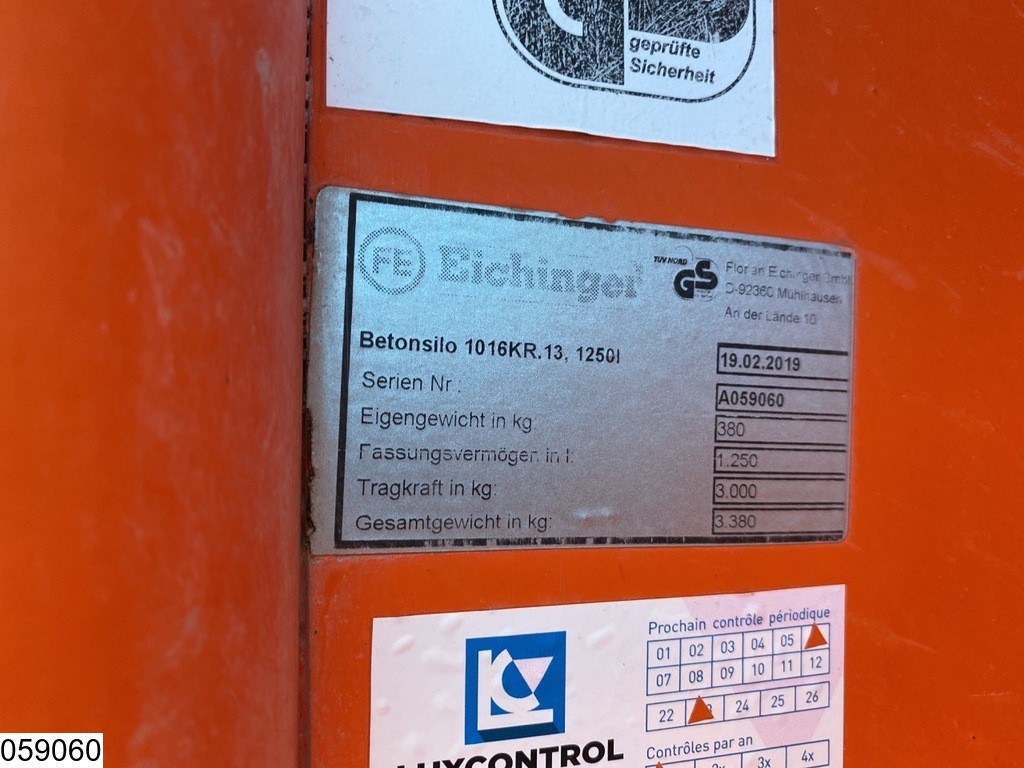 geprüfte
Sicherheit
FE Eichinger
TÜV NORD
GS
Florian Eichinger GmbH
D-92360 Mühlhausen
An der Lände 10
Betonsilo 1016KR.13, 1250l
19.02.2019
Serien Nr.:
A059060
Eigengewicht in kg:
380
Fassungsvermögen in l:
1.250
Tragkraft in kg:
3.000
Gesamtgewicht in kg:
3.380
Prochain contrôle périodique
01 02 03 04 05
07 08 09 10 11 12
22 24 25 26
LUXCONTROL
Contrôles par an
2x 3x 4x
059060